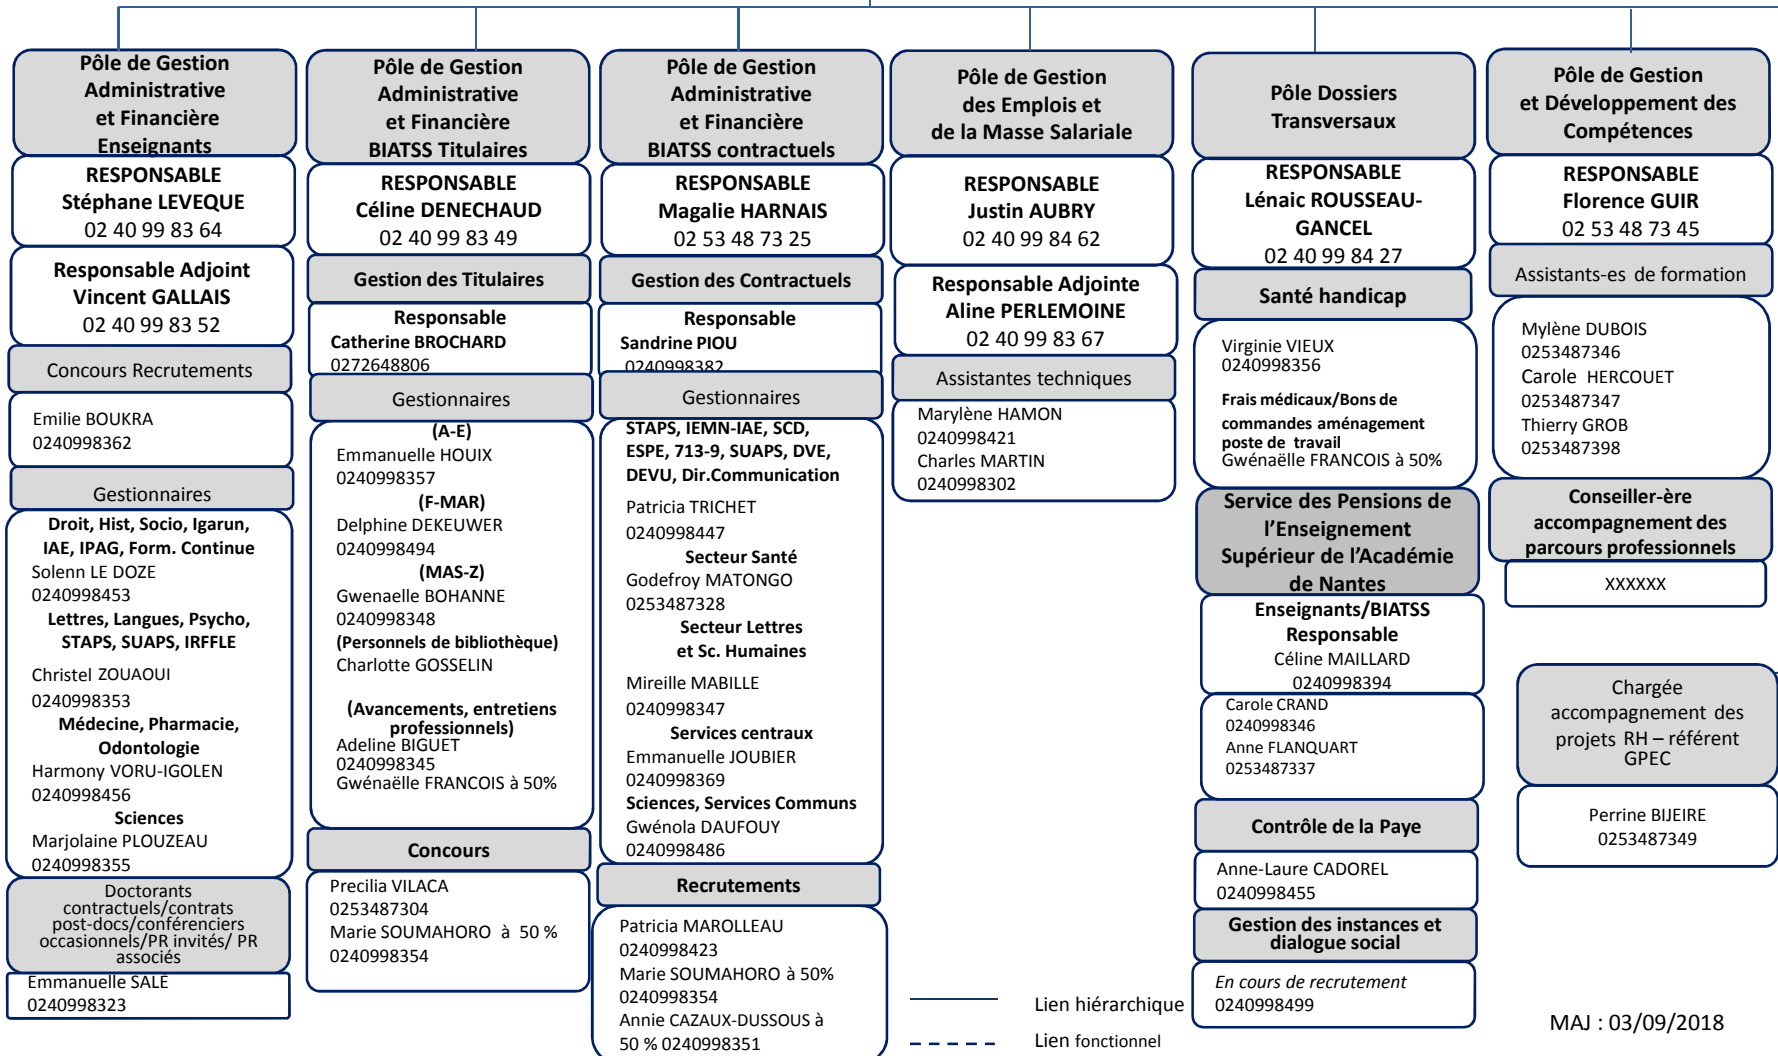 Pôle de Gestion
Administrative
et Financière
Enseignants
RESPONSABLE
Stéphane LEVEQUE
02 40 99 83 64
Responsable Adjoint
Vincent GALLAIS
02 40 99 83 52
Concours Recrutements
Emilie BOUKRA
0240998362
Gestionnaires
Droit, Hist, Socio, Igarun,
IAE, IPAG, Form. Continue
Solenn LE DOZE
0240998453
Lettres, Langues, Psycho,
STAPS, SUAPS, IRFFLE
Christel ZOUAOUI
0240998353
Médecine, Pharmacie,
Odontologie
Harmony VORU-IGOLEN
0240998456
Sciences
Marjolaine PLOUZEAU
0240998355
Doctorants
contractuels/contrats
post-docs/conférenciers
occasionnels/PR invités/ PR
associés
Emmanuelle SALÉ
0240998323
Pôle de Gestion
Administrative
et Financière
BIATSS Titulaires
RESPONSABLE
Céline DENECHAUD
02 40 99 83 49
Gestion des Titulaires
Responsable
Catherine BROCHARD
0272648806
Gestionnaires
(A-E)
Emmanuelle HOUIX
0240998357
(F-MAR)
Delphine DEKEUWER
0240998494
(MAS-Z)
Gwenaelle BOHANNE
0240998348
(Personnels de bibliothèque)
Charlotte GOSSELIN
(Avancements, entretiens
professionnels)
Adeline BIGUET
0240998345
Gwénaëlle FRANCOIS à 50%
Concours
Precilia VILACA
0253487304
Marie SOUMAHORO à 50 %
0240998354
Pôle de Gestion
Administrative
et Financière
BIATSS contractuels
RESPONSABLE
Magalie HARNAIS
02 53 48 73 25
Gestion des Contractuels
Responsable
Sandrine PIOU
0240998382
Gestionnaires
STAPS, IEMN-IAE, SCD,
ESPE, 713-9, SUAPS, DVE,
DEVU, Dir.Communication
Patricia TRICHET
0240998447
Secteur Santé
Godefroy MATONGO
0253487328
Secteur Lettres
et Sc. Humaines
Mireille MABILLE
0240998347
Services centraux
Emmanuelle JOUBIER
0240998369
Sciences, Services Communs
Gwénola DAUFOUY
0240998486
Recrutements
Patricia MAROLLEAU
0240998423
Marie SOUMAHORO à 50%
0240998354
Annie CAZAUX-DUSSOUS à
50 % 0240998351
Pôle de Gestion
des Emplois et
de la Masse Salariale
RESPONSABLE
Justin AUBRY
02 40 99 84 62
Responsable Adjointe
Aline PERLEMOINE
02 40 99 83 67
Assistantes techniques
Marylène HAMON
0240998421
Charles MARTIN
0240998302
Pôle Dossiers
Transversaux
RESPONSABLE
Lénaic ROUSSEAU-
GANCEL
02 40 99 84 27
Santé handicap
Virginie VIEUX
0240998356
Frais médicaux/Bons de
commandes aménagement
poste de travail
Gwénaëlle FRANCOIS à 50%
Service des Pensions de
l’Enseignement
Supérieur de l’Académie
de Nantes
Enseignants/BIATSS
Responsable
Céline MAILLARD
0240998394
Carole CRAND
0240998346
Anne FLANQUART
0253487337
Contrôle de la Paye
Anne-Laure CADOREL
0240998455
Gestion des instances et
dialogue social
En cours de recrutement
0240998499
Pôle de Gestion
et Développement des
Compétences
RESPONSABLE
Florence GUIR
02 53 48 73 45
Assistants-es de formation
Mylène DUBOIS
0253487346
Carole HERCOUET
0253487347
Thierry GROB
0253487398
Conseiller-ère
accompagnement des
parcours professionnels
XXXXXX
Chargée
accompagnement des
projets RH – référent
GPEC
Perrine BIJEIRE
0253487349
Lien hiérarchique
Lien fonctionnel
MAJ : 03/09/2018